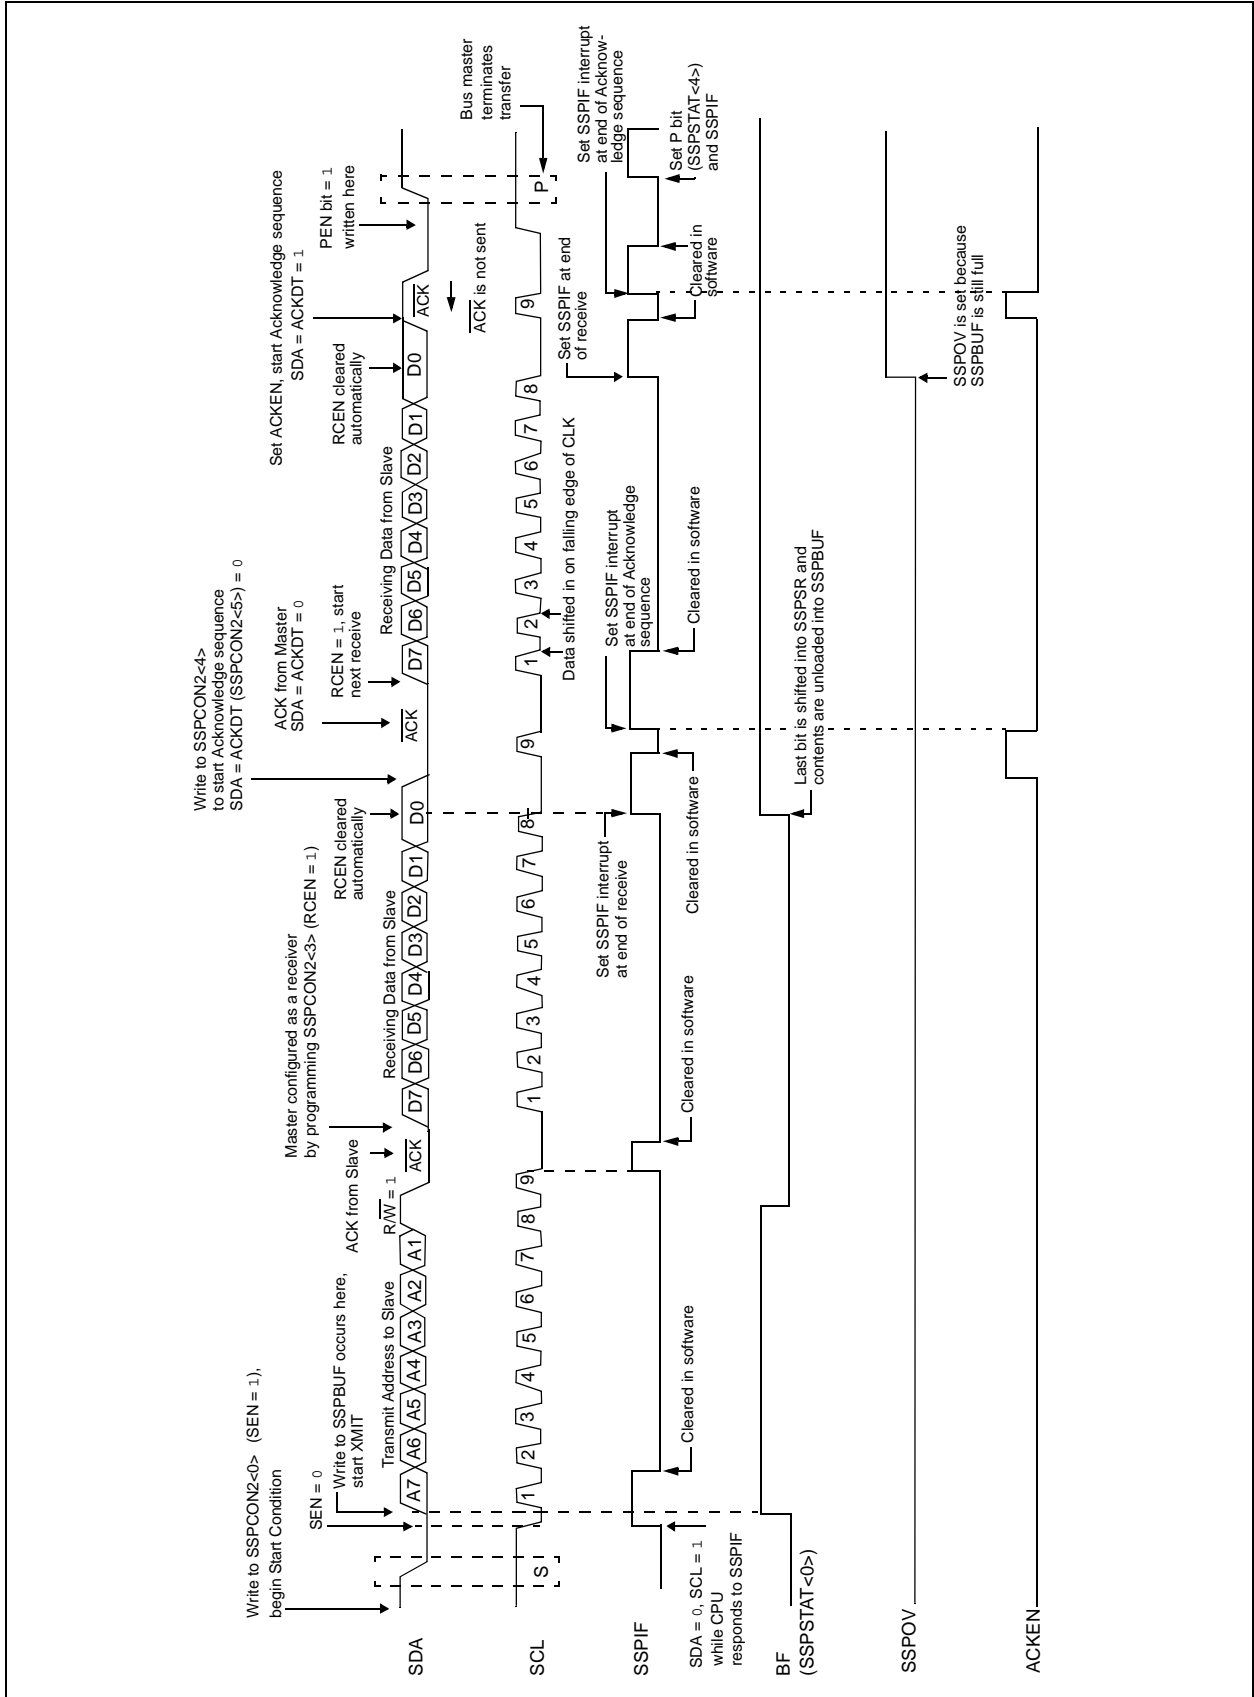 Write to SSPCON2<0> (SEN = 1),
begin Start Condition
SEN = 0
Write to SSPBUF occurs here,
start XMIT
Master configured as a receiver
by programming SSPCON2<3> (RCEN = 1)
ACK from Slave
RCEN cleared
automatically
Write to SSPCON2<4>
to start Acknowledge sequence
SDA = ACKDT (SSPCON2<5>) = 0
ACK from Master
SDA = ACKDT = 0
RCEN = 1, start
next receive
Set ACKEN, start Acknowledge sequence
SDA = ACKDT = 1
RCEN cleared
automatically
PEN bit = 1
written here
Transmit Address to Slave
R/W = 1
Receiving Data from Slave
Receiving Data from Slave
SDA
A7 A6 A5 A4 A3 A2 A1 ACK D7 D6 D5 D4 D3 D2 D1 D0 ACK D7 D6 D5 D4 D3 D2 D1 D0 ACK
ACK is not sent
Bus master
terminates
transfer
SCL
S 1 2 3 4 5 6 7 8 9 1 2 3 4 5 6 7 8 9 1 2 3 4 5 6 7 8 9 P
Data shifted in on falling edge of CLK
Set SSPIF interrupt
at end of receive
Set SSPIF interrupt
at end of Acknowledge
sequence
Set SSPIF at end
of receive
Set SSPIF interrupt
at end of Acknow-
ledge sequence
SSPIF
SDA = 0, SCL = 1
while CPU
responds to SSPIF
Cleared in software
Cleared in software
Cleared in software
Cleared in software
Cleared in
software
Set P bit
(SSPSTAT<4>)
and SSPIF
BF
(SSPSTAT<0>)
Last bit is shifted into SSPSR and
contents are unloaded into SSPBUF
SSPOV
SSPOV is set because
SSPBUF is still full
ACKEN